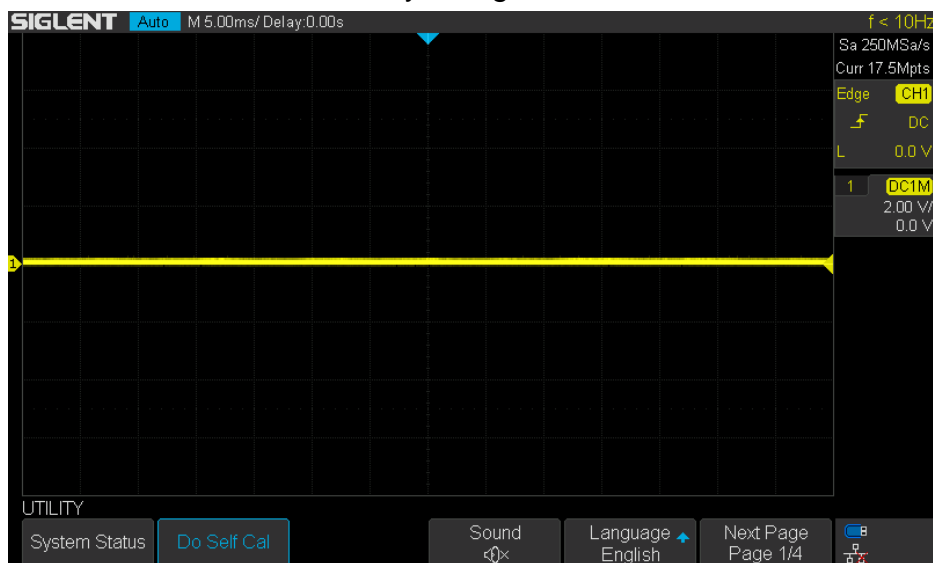 SIGLENT Auto M 5.00ms/ Delay:0.00s f < 10Hz
Sa 250MSa/s
Curr 17.5Mpts
Edge CH1
DC
L 0.0 V
1 DC1M
2.00 V/
0.0 V
1
UTILITY
System Status Do Self Cal Sound Language English Next Page Page 1/4